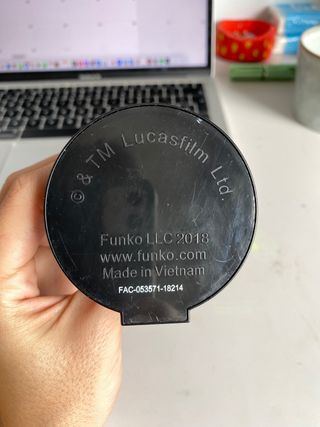 © & TM Lucasfilm Ltd.
Funko LLC 2018
www.funko.com
Made in Vietnam
FAC-053571-18214